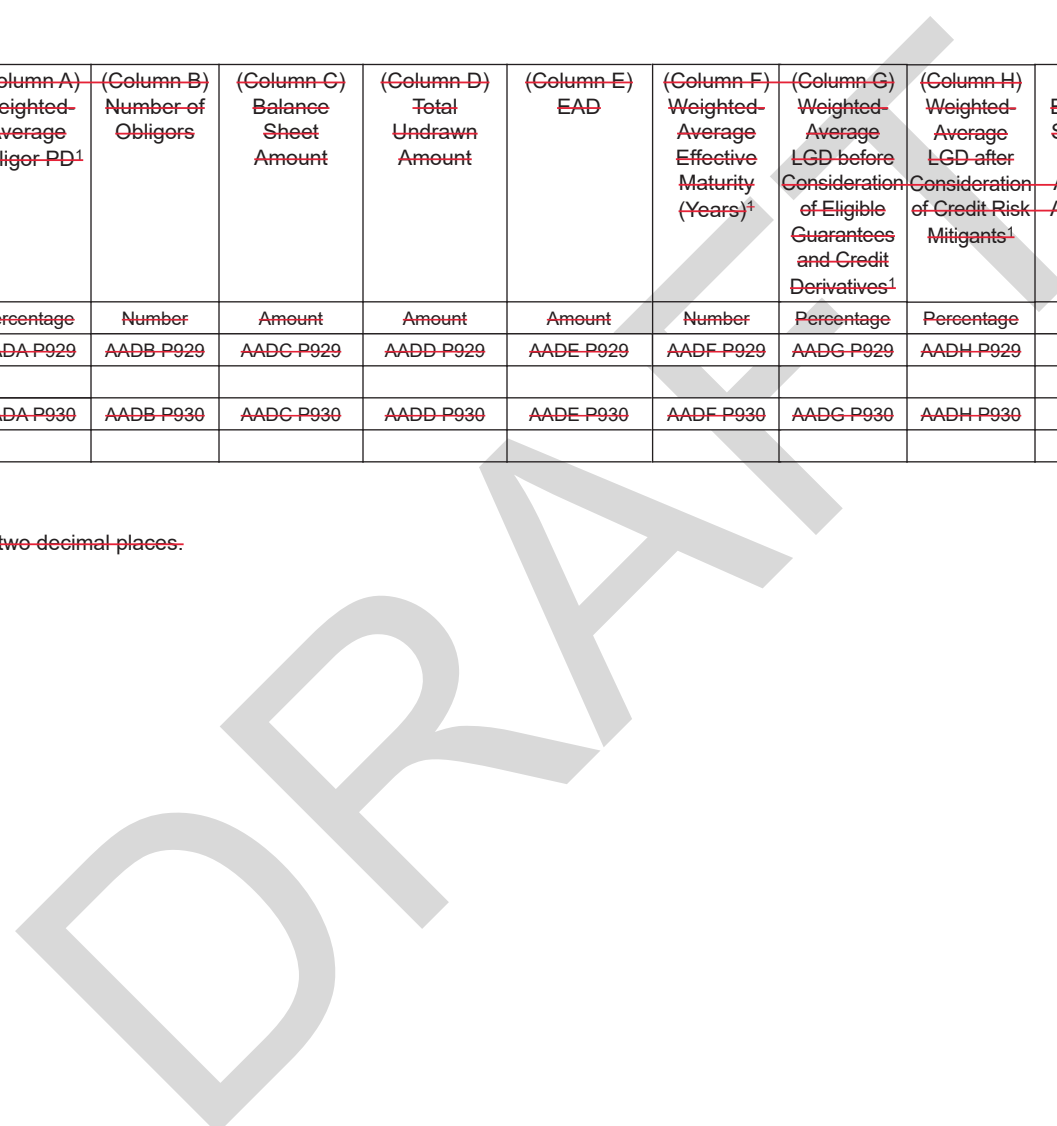 (Column B) (Column C) (Column D) (Column E) (Column F) (Column G) (Column H)
Number of Balance Total EAD Weighted- Weighted- Weighted-
Obligors Sheet Undrawn Average Average Average
PD1 Amount Amount Effective LGD before LGD after
Maturity Consideration Consideration
(Years)1 of Eligible of Credit Risk
Guarantees Mitigants1
and Credit
Derivatives1
Number Amount Amount Amount Number Percentage Percentage
P929 AADB P929 AADC P929 AADD P929 AADE P929 AADF P929 AADG P929 AADH P929
P930 AADB P930 AADC P930 AADD P930 AADE P930 AADF P930 AADG P930 AADH P930
two decimal places.
DRAFT